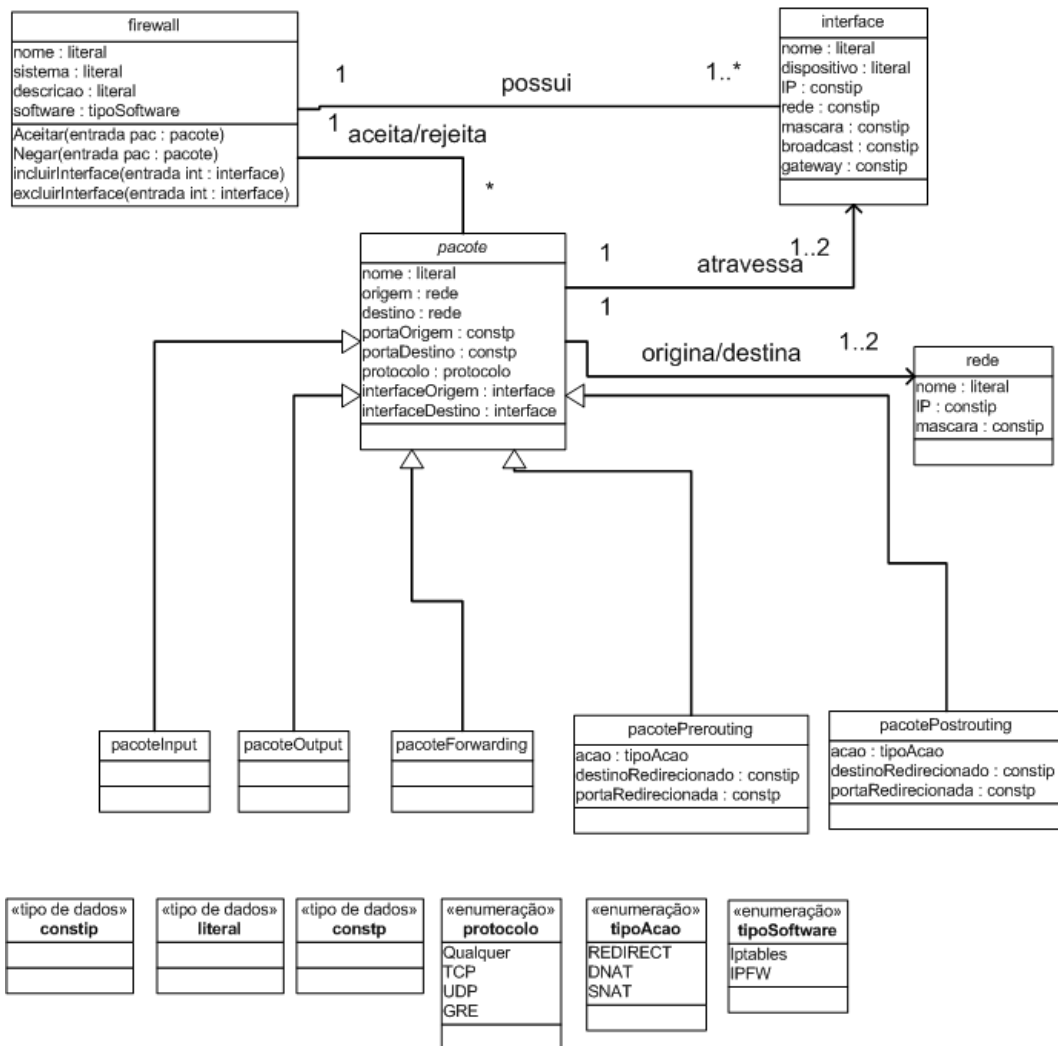 firewall
nome : literal
sistema : literal
descricao : literal
software : tipoSoftware
Aceitar(entrada pac : pacote)
Negar(entrada pac : pacote)
incluirInterface(entrada int : interface)
excluirInterface(entrada int : interface)
1
possui
1..*
interface
nome : literal
dispositivo : literal
IP : constip
rede : constip
mascara : constip
broadcast : constip
gateway : constip
1
aceita/rejeita
*
pacote
nome : literal
origem : rede
destino : rede
portaOrigem : constp
portaDestino : constp
protocolo : protocolo
interfaceOrigem : interface
interfaceDestino : interface
1
atravessa
1..2
1
origina/destina
1..2
rede
nome : literal
IP : constip
mascara : constip
pacoteInput
pacoteOutput
pacoteForwarding
pacotePrerouting
acao : tipoAcao
destinoRedirecionado : constip
portaRedirecionada : constp
pacotePostrouting
acao : tipoAcao
destinoRedirecionado : constip
portaRedirecionada : constp
«tipo de dados»
constip
«tipo de dados»
literal
«tipo de dados»
constp
«enumeração»
protocolo
Qualquer
TCP
UDP
GRE
«enumeração»
tipoAcao
REDIRECT
DNAT
SNAT
«enumeração»
tipoSoftware
Iptables
IPFW